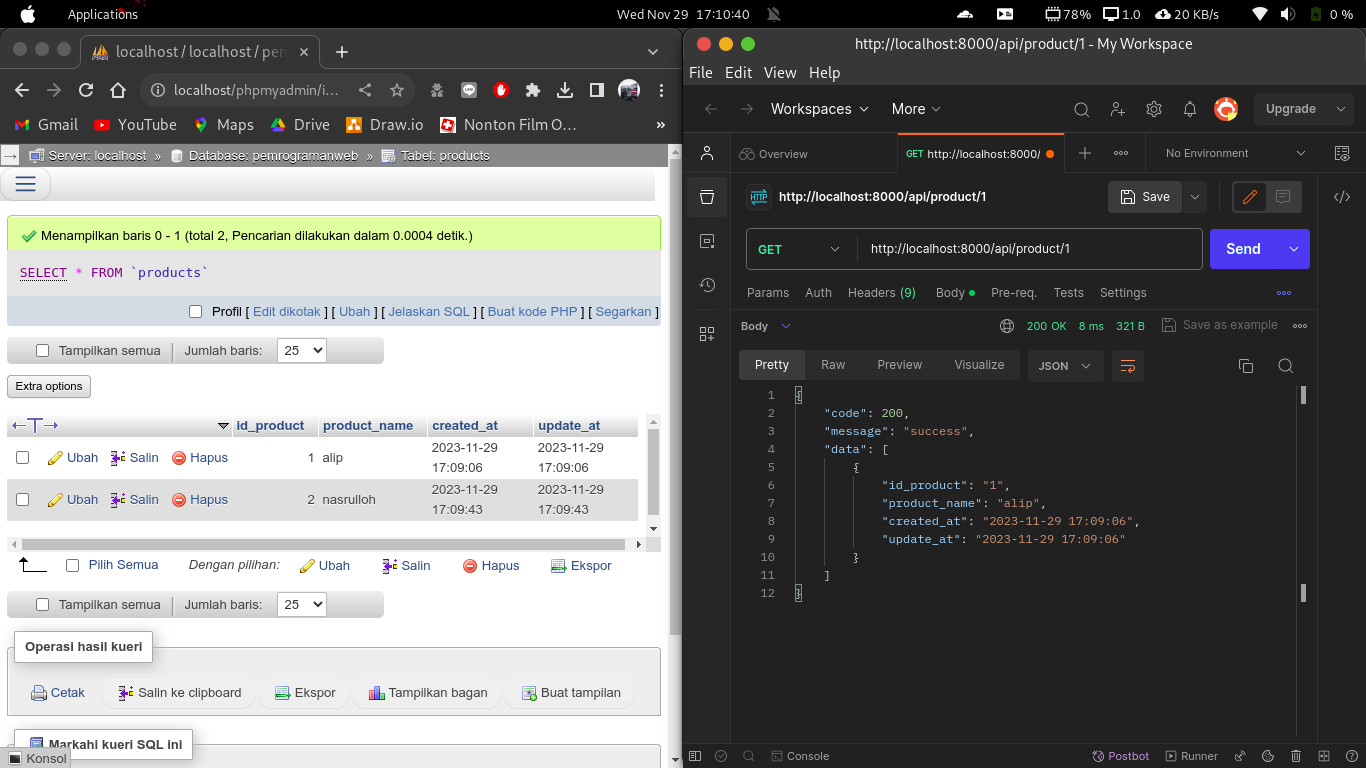 Applications
Wed Nov 29 17:10:40
78% 1.0 20 KB/s 0 %
localhost / localhost / pem
localhost/phpmyadmin/i...
Gmail YouTube Maps Drive Draw.io Nonton Film O... »
Server: localhost » Database: pemrogramanweb » Tabel: products
Menampilkan baris 0 - 1 (total 2, Pencarian dilakukan dalam 0.0004 detik.)
SELECT * FROM `products`
Profil [ Edit dikotak ] [ Ubah ] [ Jelaskan SQL ] [ Buat kode PHP ] [ Segarkan ]
Tampilkan semua Jumlah baris: 25
Extra options
id_product product_name created_at update_at
Ubah Salin Hapus 1 alip 2023-11-29 17:09:06 2023-11-29 17:09:06
Ubah Salin Hapus 2 nasrulloh 2023-11-29 17:09:43 2023-11-29 17:09:43
Pilih Semua Dengan pilihan: Ubah Salin Hapus Ekspor
Tampilkan semua Jumlah baris: 25
Operasi hasil kueri
Cetak Salin ke clipboard Ekspor Tampilkan bagan Buat tampilan
Markahi kueri SQL ini
Konsol
http://localhost:8000/api/product/1 - My Workspace
File Edit View Help
Workspaces More Upgrade
Overview GET http://localhost:8000/ No Environment
HTTP http://localhost:8000/api/product/1 Save
GET http://localhost:8000/api/product/1 Send
Params Auth Headers (9) Body Pre-req. Tests Settings
Body 200 OK 8 ms 321 B Save as example
Pretty Raw Preview Visualize JSON
1 {
2 "code": 200,
3 "message": "success",
4 "data": [
5 {
6 "id_product": "1",
7 "product_name": "alip",
8 "created_at": "2023-11-29 17:09:06",
9 "update_at": "2023-11-29 17:09:06"
10 }
11 ]
12 }
Console Postbot Runner